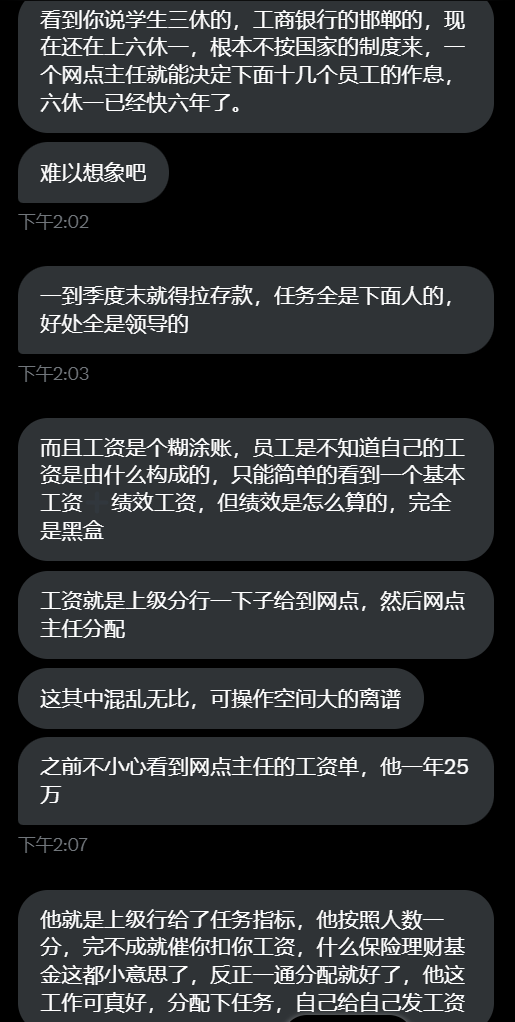 看到你说学生三休的，工商银行的邯郸的，现
在还在上六休一，根本不按国家的制度来，一
个网点主任就能决定下面十几个员工的作息，
六休一已经快六年了。
难以想象吧
下午2:02
一到季度末就得拉存款，任务全是下面人的，
好处全是领导的
下午2:03
而且工资是个糊涂账，员工是不知道自己的工
资是由什么构成的，只能简单的看到一个基本
工资➕绩效工资，但绩效是怎么算的，完全
是黑盒
工资就是上级分行一下子给到网点，然后网点
主任分配
这其中混乱无比，可操作空间大的离谱
之前不小心看到网点主任的工资单，他一年25
万
下午2:07
他就是上级行给了任务指标，他按照人数一
分，完不成就催你扣你工资，什么保险理财基
金这都小意思了，反正一通分配就好了，他这
工作可真好，分配下任务，自己给自己发工资